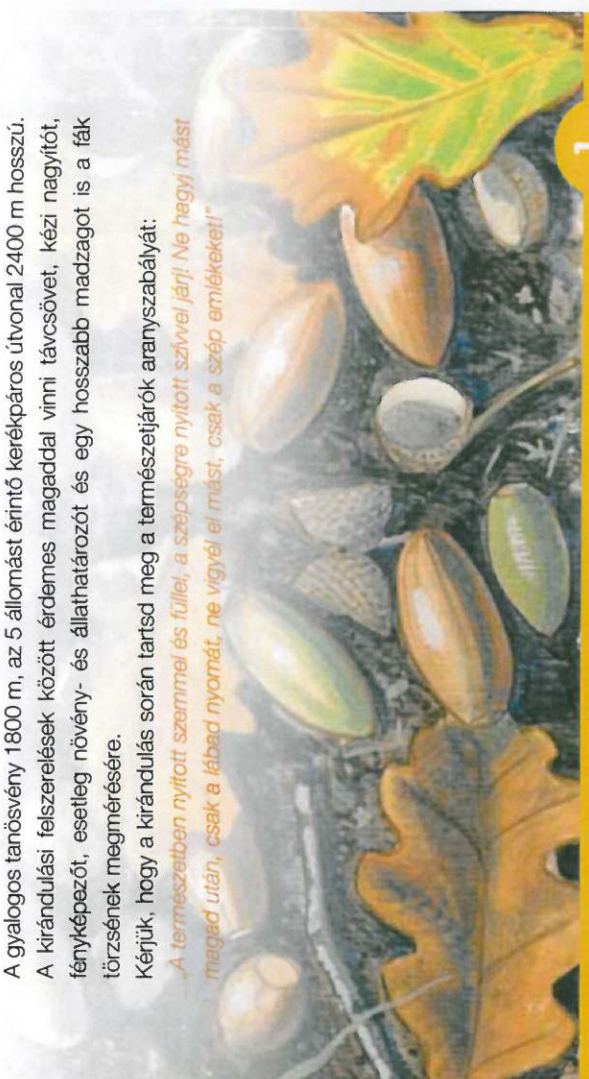 A gyalogos tanösvény 1800 m, az 5 állomást érintő kerékpáros útvonal 2400 m hosszú.
A kirándulási felszerelések között érdemes magaddal vinni távcsövet, kézi nagyítót,
fényképezőt, esetleg növény- és állathatározót és egy hosszabb madzagot is a fák
törzsének megmérésére.
Kérjük, hogy a kirándulás során tartsd meg a természetjárók aranyszabályát:
„A természetben nyitott szemmel és füllel, a szépségre nyitott szívvel járj! Ne hagyj mást
magad után, csak a lábad nyomát, ne vigyél el mást, csak a szép emlékeket!"
1